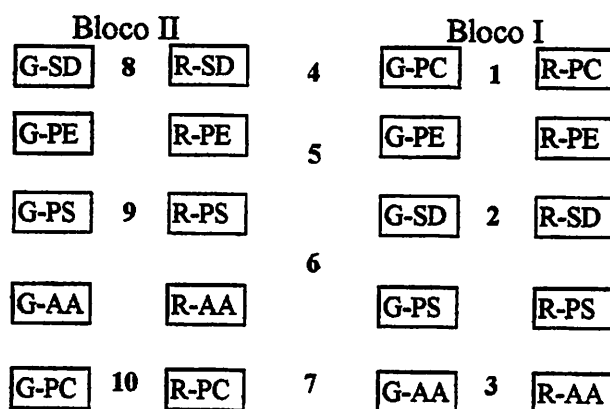 Bloco II Bloco I
G-SD 8 R-SD 4 G-PC 1 R-PC
G-PE R-PE G-PE R-PE
5
G-PS 9 R-PS G-SD 2 R-SD
6
G-AA R-AA G-PS R-PS
G-PC 10 R-PC 7 G-AA 3 R-AA